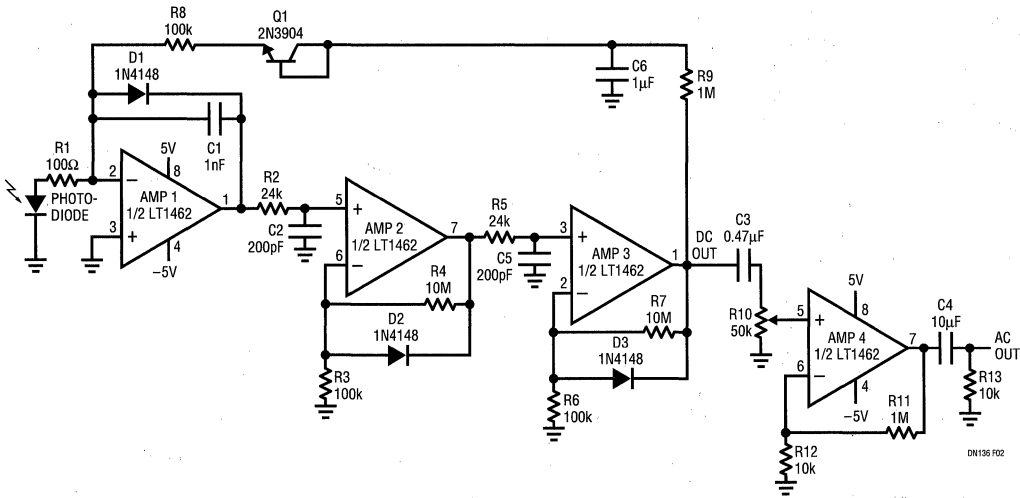 R8
100k
Q1
2N3904
D1
1N4148
C6
1µF
R9
1M
C1
1nF
R1
100Ω
PHOTO-
DIODE
2
3
−
+
5V
8
AMP 1
1/2 LT1462
1
4
−5V
R2
24k
C2
200pF
5
6
+
−
AMP 2
1/2 LT1462
7
R4
10M
D2
1N4148
R3
100k
R5
24k
C5
200pF
3
2
+
−
AMP 3
1/2 LT1462
1
DC
OUT
R7
10M
D3
1N4148
R6
100k
C3
0.47µF
R10
50k
5
6
+
−
5V
8
AMP 4
1/2 LT1462
7
4
−5V
C4
10µF
AC
OUT
R13
10k
R11
1M
R12
10k
DN136 F02